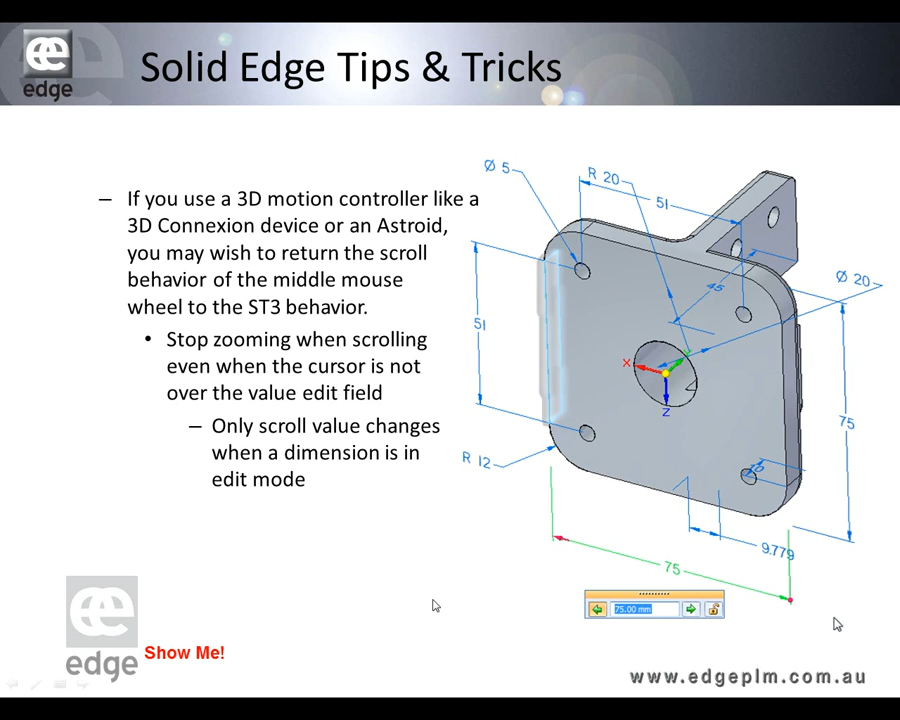 edge
Solid Edge Tips & Tricks
– If you use a 3D motion controller like a
3D Connexion device or an Astroid,
you may wish to return the scroll
behavior of the middle mouse
wheel to the ST3 behavior.
• Stop zooming when scrolling
even when the cursor is not
over the value edit field
– Only scroll value changes
when a dimension is in
edit mode
Ø 5
R 20
51
45
Ø 20
51
X
Y
Z
75
R 12
10
9.779
75
75.00 mm
edge
Show Me!
www.edgeplm.com.au